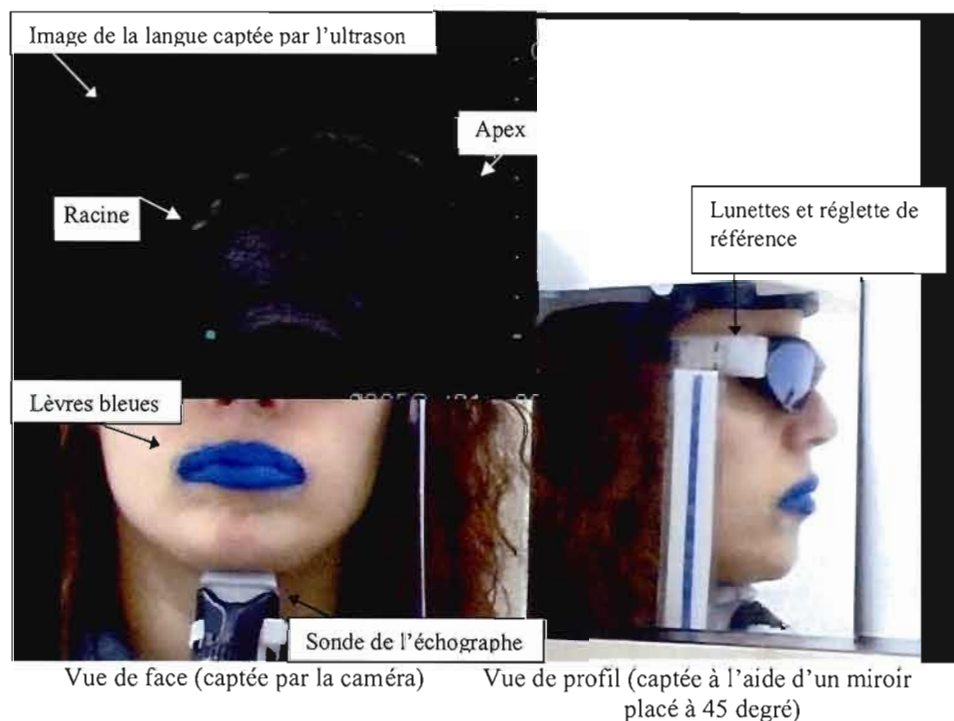 Image de la langue captée par l'ultrason
Apex
Racine
Lunettes et réglette de
référence
Lèvres bleues
Sonde de l'échographe
Vue de face (captée par la caméra)
Vue de profil (captée à l'aide d'un miroir
placé à 45 degré)